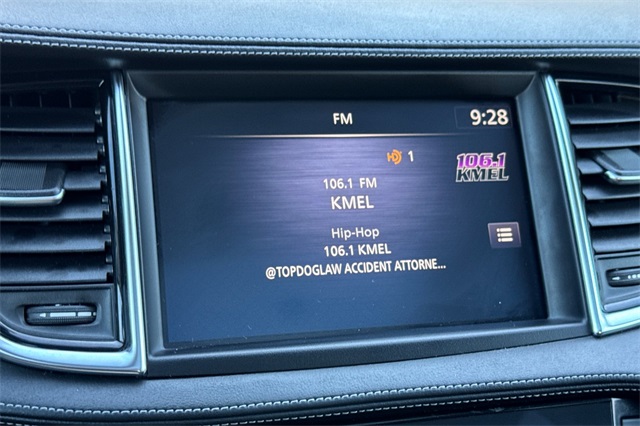 FM
9:28
HD 1
106.1
KMEL
106.1 FM
KMEL
Hip-Hop
106.1 KMEL
@TOPDOGLAW ACCIDENT ATTORNE...